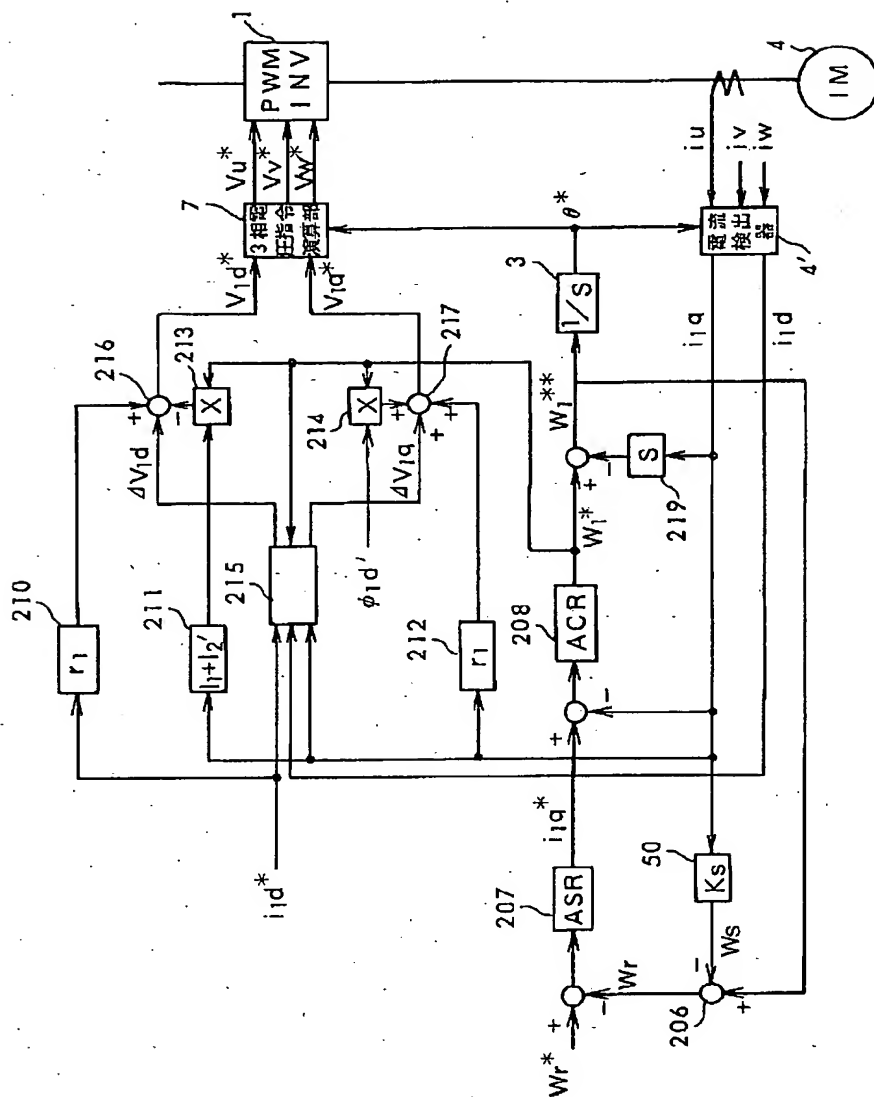 1
PWM
INV
4
IM
Vu*
Vv*
Vw*
7
3相電
圧指令
演算部
V1d*
V1q*
iu
iv
iw
θ*
電流
検出
器
4'
3
1/S
i1q
i1d
216
213
X
+
-
217
214
X
+
+
+
ΔV1d
ΔV1q
W1**
S
219
+
-
W1*
215
φ1d'
210
r1
211
l1+l2'
212
r1
208
ACR
+
-
i1d*
i1q*
207
ASR
50
Ks
Ws
Wr
-
+
206
+
-
Wr*